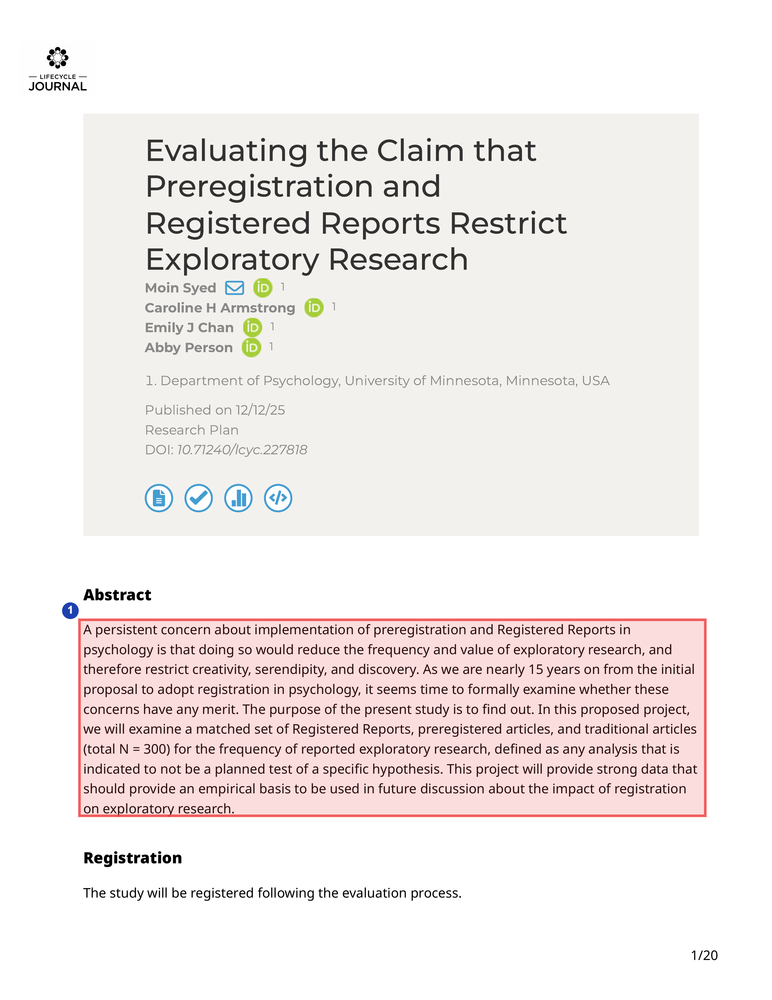 LIFECYCLE
JOURNAL
Evaluating the Claim that
Preregistration and
Registered Reports Restrict
Exploratory Research
Moin Syed iD 1
Caroline H Armstrong iD 1
Emily J Chan iD 1
Abby Person iD 1
1. Department of Psychology, University of Minnesota, Minnesota, USA
Published on 12/12/25
Research Plan
DOI: 10.71240/lcyc.227818
Abstract
1
A persistent concern about implementation of preregistration and Registered Reports in
psychology is that doing so would reduce the frequency and value of exploratory research, and
therefore restrict creativity, serendipity, and discovery. As we are nearly 15 years on from the initial
proposal to adopt registration in psychology, it seems time to formally examine whether these
concerns have any merit. The purpose of the present study is to find out. In this proposed project,
we will examine a matched set of Registered Reports, preregistered articles, and traditional articles
(total N = 300) for the frequency of reported exploratory research, defined as any analysis that is
indicated to not be a planned test of a specific hypothesis. This project will provide strong data that
should provide an empirical basis to be used in future discussion about the impact of registration
on exploratory research.
Registration
The study will be registered following the evaluation process.
1/20